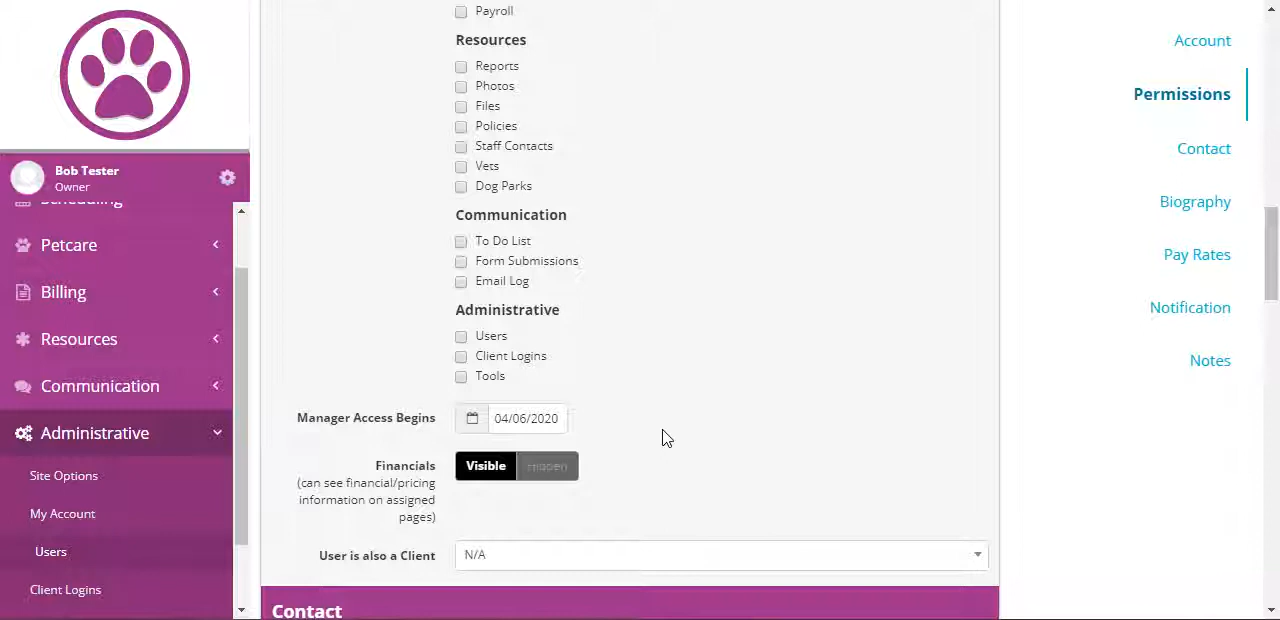 Bob Tester
Owner
Scheduling
Petcare
Billing
Resources
Communication
Administrative
Site Options
My Account
Users
Client Logins
Payroll
Resources
Reports
Photos
Files
Policies
Staff Contacts
Vets
Dog Parks
Communication
To Do List
Form Submissions
Email Log
Administrative
Users
Client Logins
Tools
Manager Access Begins
04/06/2020
Financials
(can see financial/pricing
information on assigned
pages)
Visible
User is also a Client
N/A
Contact
Account
Permissions
Contact
Biography
Pay Rates
Notification
Notes